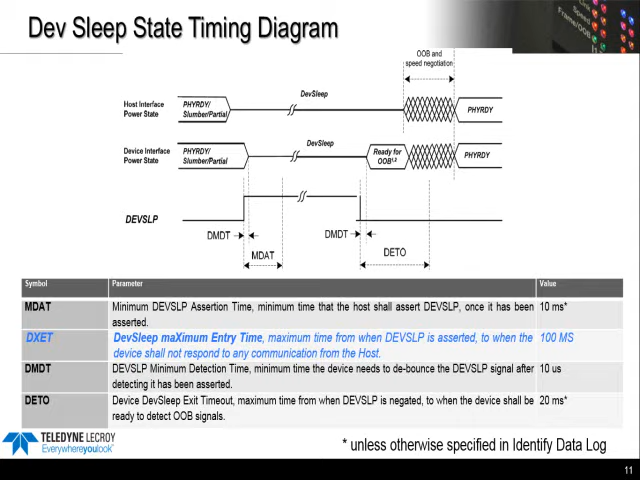 Dev Sleep State Timing Diagram
OOB and
speed negotiation
DevSleep
Host Interface
Power State
PHYRDY/
Slumber/Partial
PHYRDY
DevSleep
Device Interface
Power State
PHYRDY/
Slumber/Partial
Ready for
OOB1,2
PHYRDY
DEVSLP
DMDT
DMDT
MDAT
DETO
Symbol Parameter Value
MDAT Minimum DEVSLP Assertion Time, minimum time that the host shall assert DEVSLP, once it has been 10 ms*
asserted.
DXET DevSleep maXimum Entry Time, maximum time from when DEVSLP is asserted, to when the 100 MS
device shall not respond to any communication from the Host.
DMDT DEVSLP Minimum Detection Time, minimum time the device needs to de-bounce the DEVSLP signal after 10 us
detecting it has been asserted.
DETO Device DevSleep Exit Timeout, maximum time from when DEVSLP is negated, to when the device shall be 20 ms*
ready to detect OOB signals.
TELEDYNE LECROY
Everywhereyoulook™
* unless otherwise specified in Identify Data Log
11
Speed
Frame/OOB